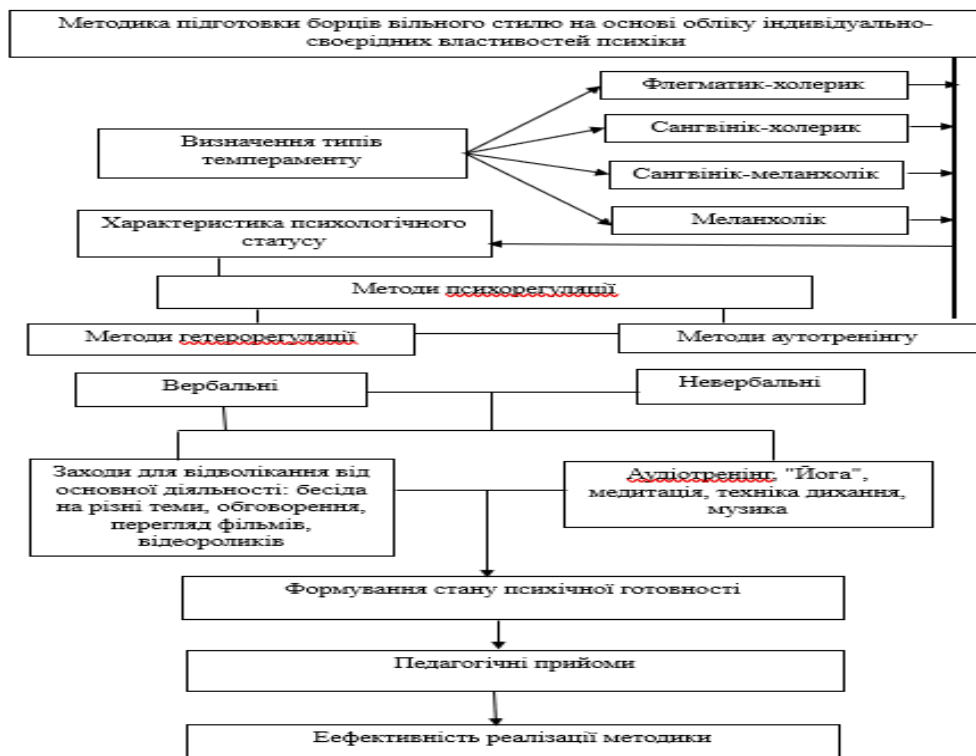 Методика підготовки борців вільного стилю на основі обліку індивідуально-
своєрідних властивостей психіки
Флегматик-холерик
Визначення типів
темпераменту
Сангвінік-холерик
Сангвінік-меланхолік
Меланхолік
Характеристика психологічного
статусу
Методи психорегуляції
Методи гетерорегуляції
Методи аутотренінгу
Вербальні
Невербальні
Заходи для відволікання від
основної діяльності: бесіда
на різні теми, обговорення,
перегляд фільмів,
відеороликів
Аудіотренінг, "Йога",
медитація, техніка дихання,
музика
Формування стану психічної готовності
Педагогічні прийоми
Еефективність реалізації методики